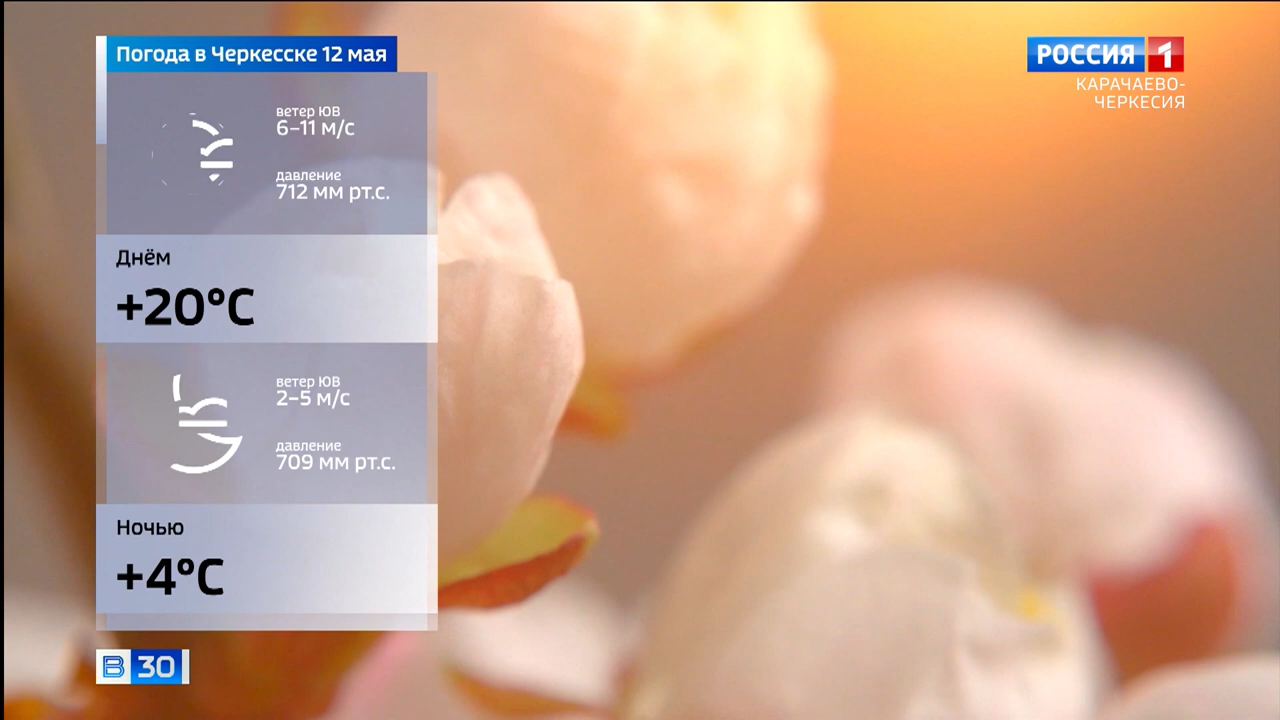 Погода в Черкесске 12 мая
РОССИЯ 1
КАРАЧАЕВО-
ЧЕРКЕСИЯ
ветер ЮВ
6–11 м/с
давление
712 мм рт.с.
Днём
+20°C
ветер ЮВ
2–5 м/с
давление
709 мм рт.с.
Ночью
+4°C
В 30